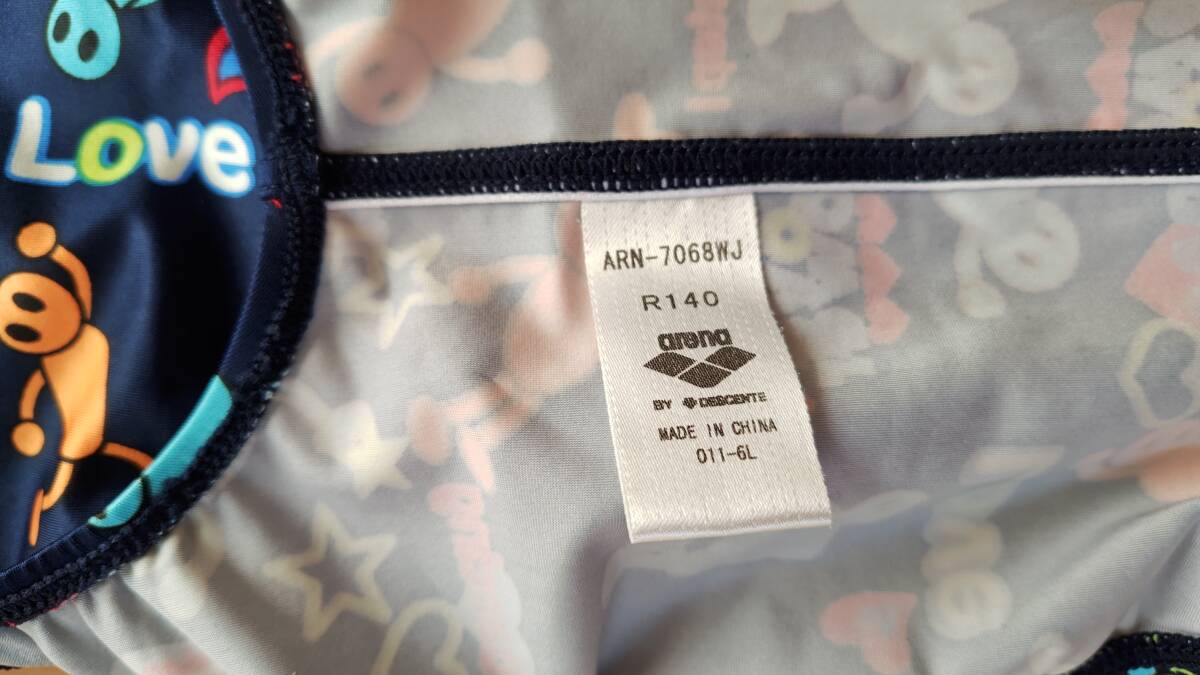 Love
ARN-7068WJ
R140
arena
BY DESCENTE
MADE IN CHINA
011-6L